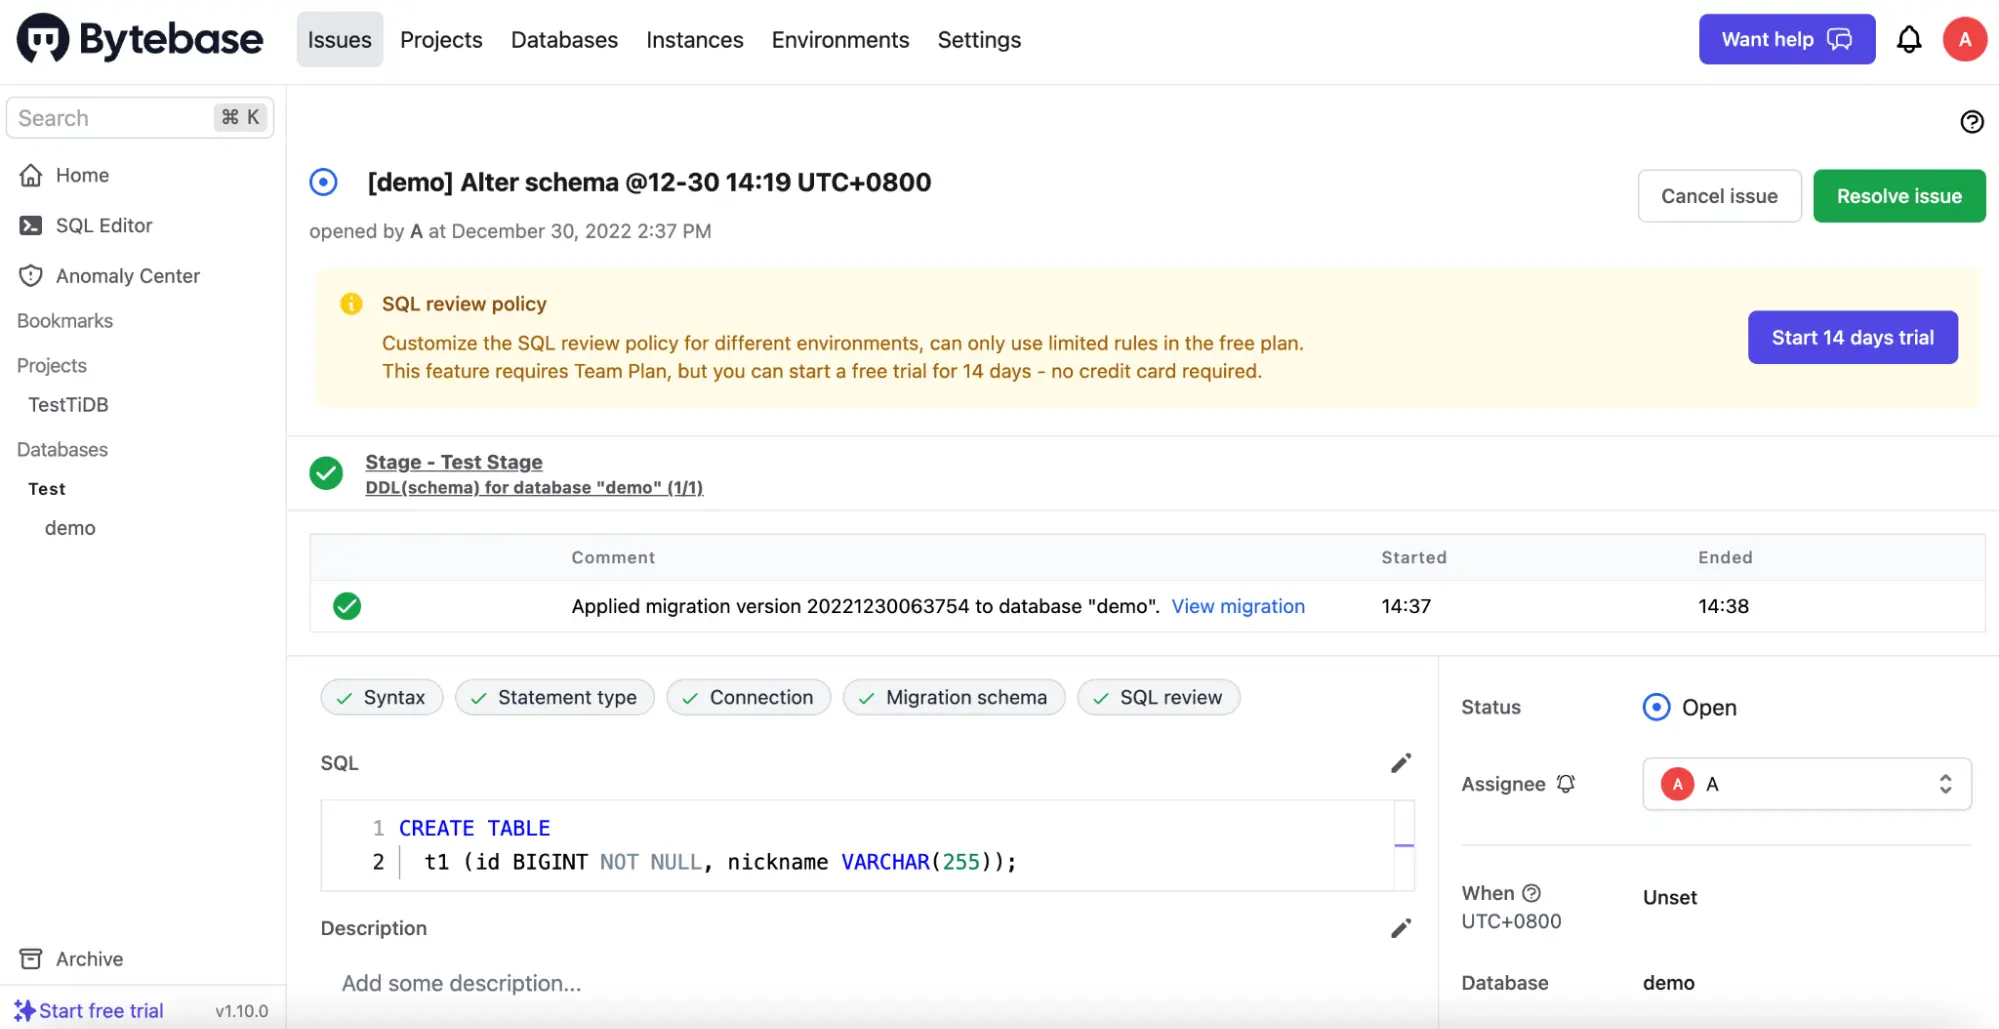 Bytebase
Issues Projects Databases Instances Environments Settings
Want help
A
Search ⌘ K
Home
SQL Editor
Anomaly Center
Bookmarks
Projects
TestTiDB
Databases
Test
demo
Archive
Start free trial v1.10.0
[demo] Alter schema @12-30 14:19 UTC+0800
opened by A at December 30, 2022 2:37 PM
Cancel issue
Resolve issue
SQL review policy
Customize the SQL review policy for different environments, can only use limited rules in the free plan.
This feature requires Team Plan, but you can start a free trial for 14 days - no credit card required.
Start 14 days trial
Stage - Test Stage
DDL(schema) for database "demo" (1/1)
Comment Started Ended
Applied migration version 20221230063754 to database "demo". View migration 14:37 14:38
Syntax Statement type Connection Migration schema SQL review
SQL
1 CREATE TABLE
2 t1 (id BIGINT NOT NULL, nickname VARCHAR(255));
Description
Add some description...
Status Open
Assignee A A
When Unset
UTC+0800
Database demo